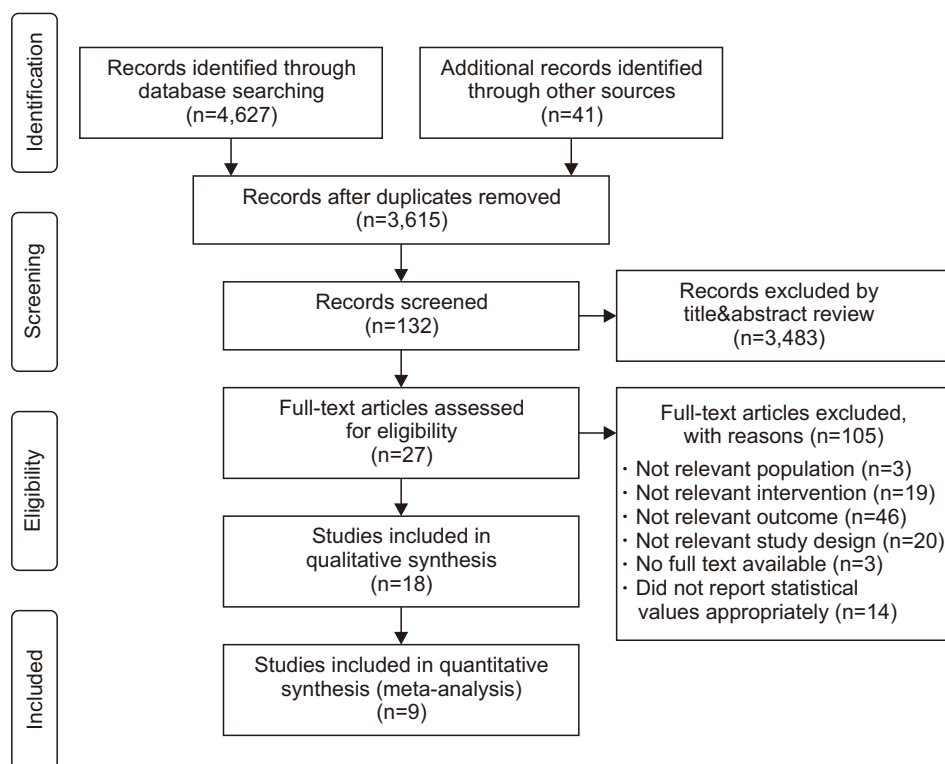 Identification
Records identified through
database searching
(n=4,627)
Additional records identified
through other sources
(n=41)
Records after duplicates removed
(n=3,615)
Screening
Records screened
(n=132)
Records excluded by
title&abstract review
(n=3,483)
Eligibility
Full-text articles assessed
for eligibility
(n=27)
Full-text articles excluded,
with reasons (n=105)
· Not relevant population (n=3)
· Not relevant intervention (n=19)
· Not relevant outcome (n=46)
· Not relevant study design (n=20)
· No full text available (n=3)
· Did not report statistical
values appropriately (n=14)
Studies included in
qualitative synthesis
(n=18)
Included
Studies included in quantitative
synthesis (meta-analysis)
(n=9)